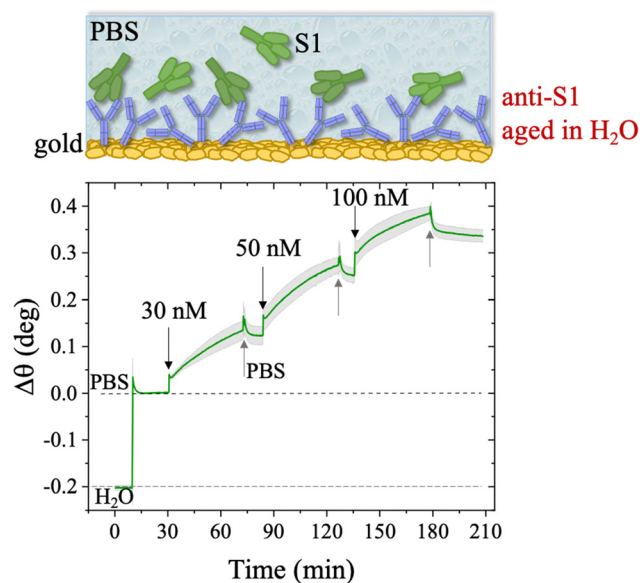 PBS
S1
anti-S1
aged in H₂O
gold
0.4
0.3
0.2
0.1
0.0
-0.1
-0.2
Δθ (deg)
30 nM
50 nM
100 nM
PBS
PBS
H₂O
0 30 60 90 120 150 180 210
Time (min)